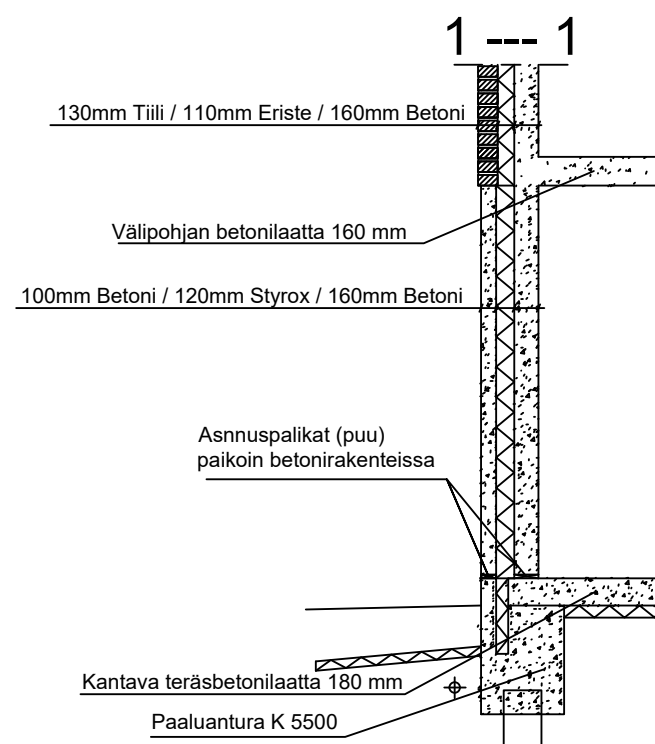 1 --- 1
130mm Tiili / 110mm Eriste / 160mm Betoni
Välipohjan betonilaatta 160 mm
100mm Betoni / 120mm Styrox / 160mm Betoni
Asnnuspalikat (puu)
paikoin betonirakenteissa
Kantava teräsbetonilaatta 180 mm
Paaluantura K 5500